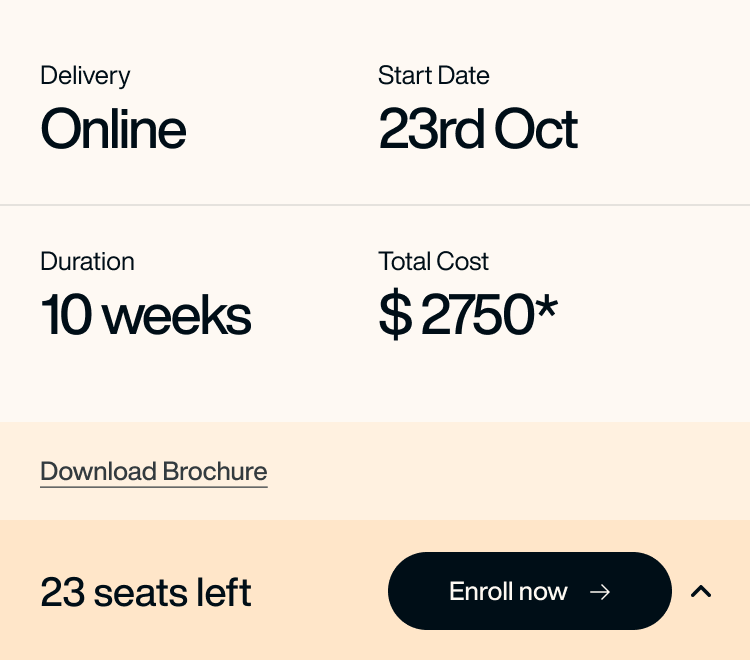 Delivery
Online
Start Date
23rd Oct
Duration
10 weeks
Total Cost
$ 2750*
Download Brochure
23 seats left
Enroll now →